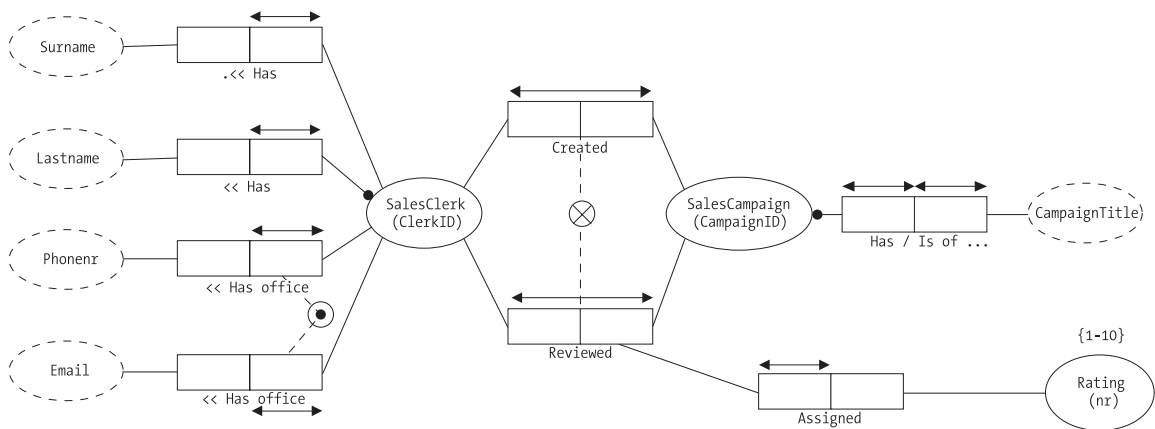 Surname
.<< Has
Lastname
<< Has
Phonenr
<< Has office
Email
<< Has office
SalesClerk
(ClerkID)
Created
Reviewed
SalesCampaign
(CampaignID)
Has / Is of ...
CampaignTitle
Assigned
{1-10}
Rating
(nr)